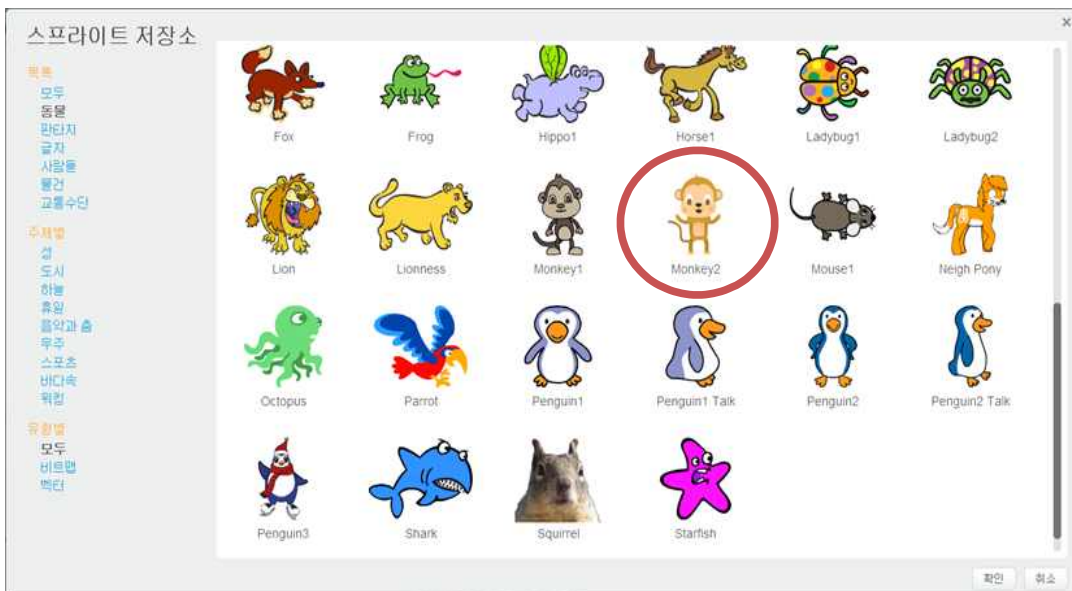 스프라이트 저장소
×
목록
모두
동물
판타지
글자
사람들
물건
교통수단
주제별
성
도시
하늘
휴일
음악과 춤
우주
스포츠
바다속
워킹
유형별
모두
비트맵
벡터
Fox Frog Hippo1 Horse1 Ladybug1 Ladybug2
Lion Lionness Monkey1 Monkey2 Mouse1 Neigh Pony
Octopus Parrot Penguin1 Penguin1 Talk Penguin2 Penguin2 Talk
Penguin3 Shark Squirrel Starfish
확인 취소